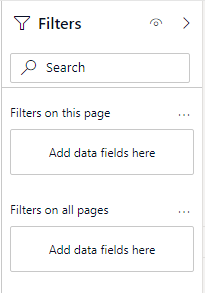 Filters
Search
Filters on this page
...
Add data fields here
Filters on all pages
...
Add data fields here